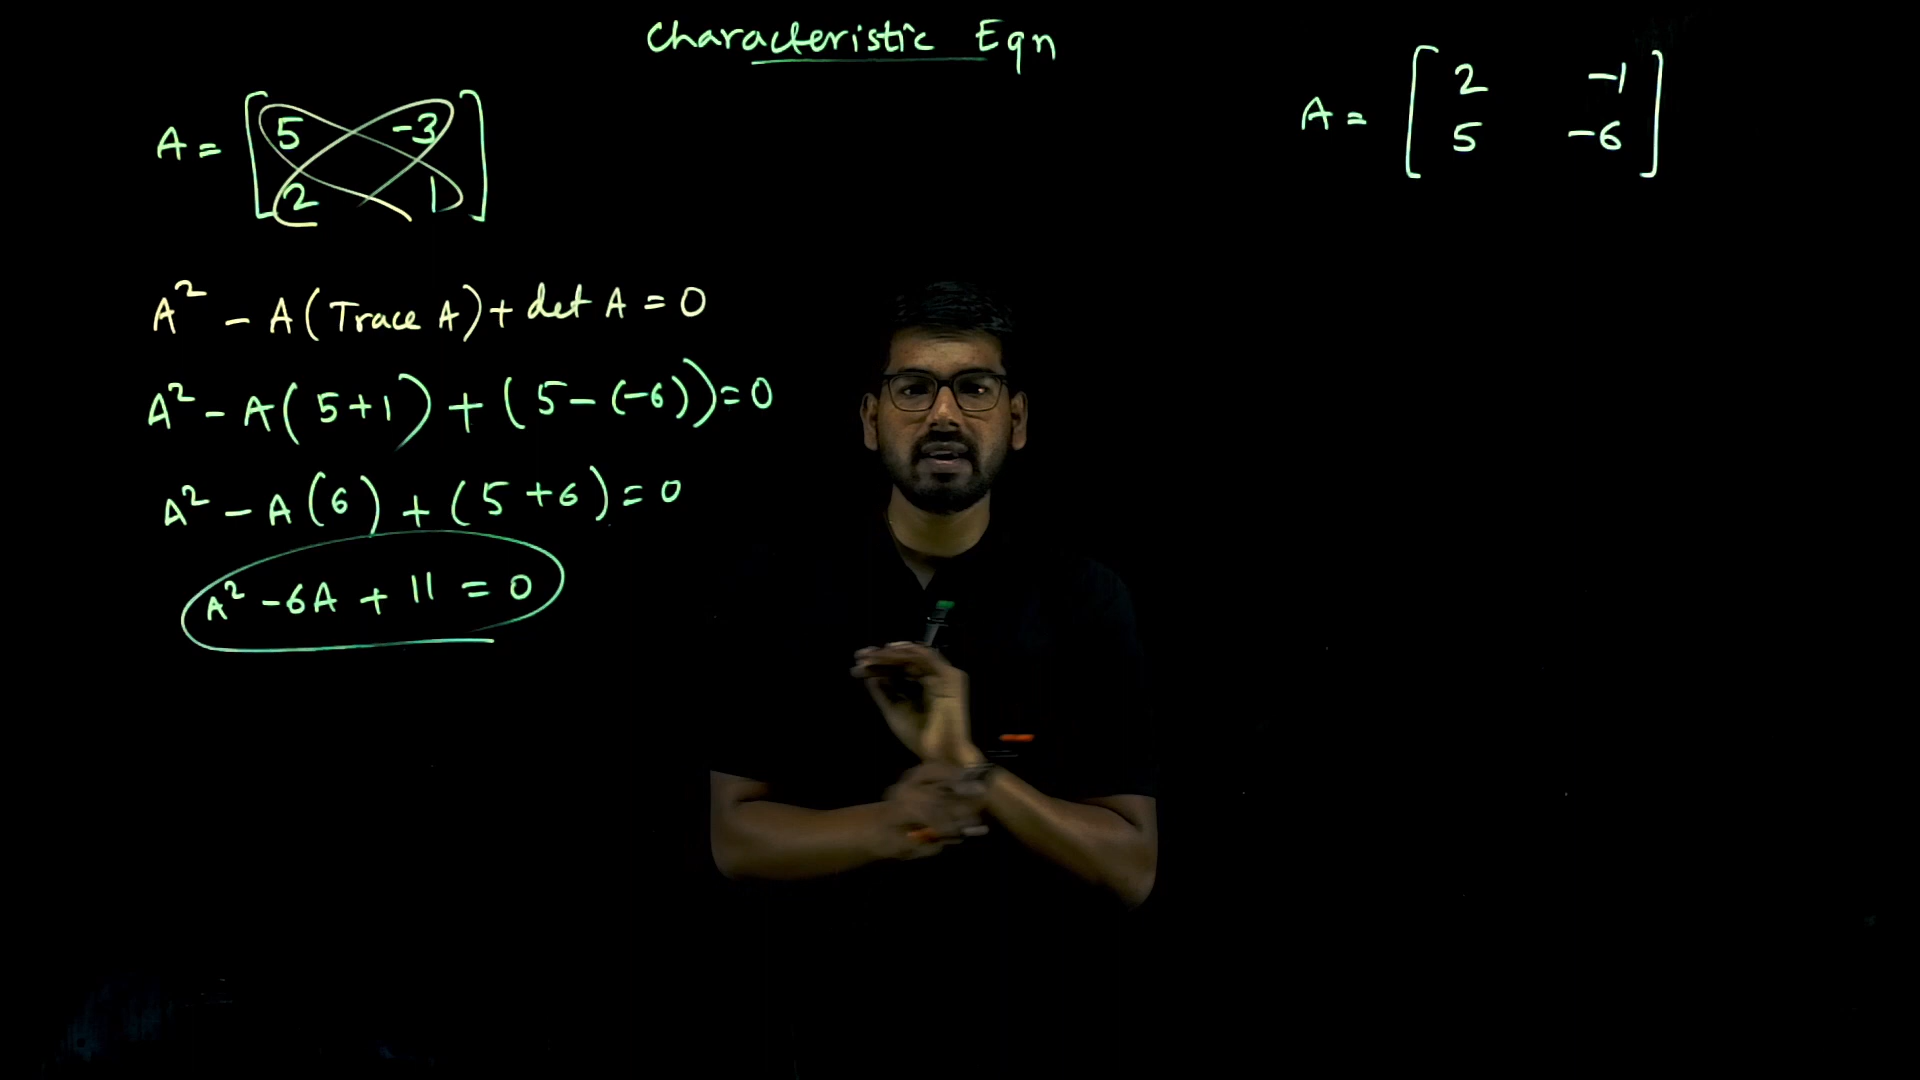 Characteristic Eqn
A = [ 5 -3
2 1 ]
A² - A ( Trace A ) + det A = 0
A² - A ( 5+1 ) + ( 5 - (-6) ) = 0
A² - A ( 6 ) + ( 5 + 6 ) = 0
A² - 6A + 11 = 0
A = [ 2 -1
5 -6 ]